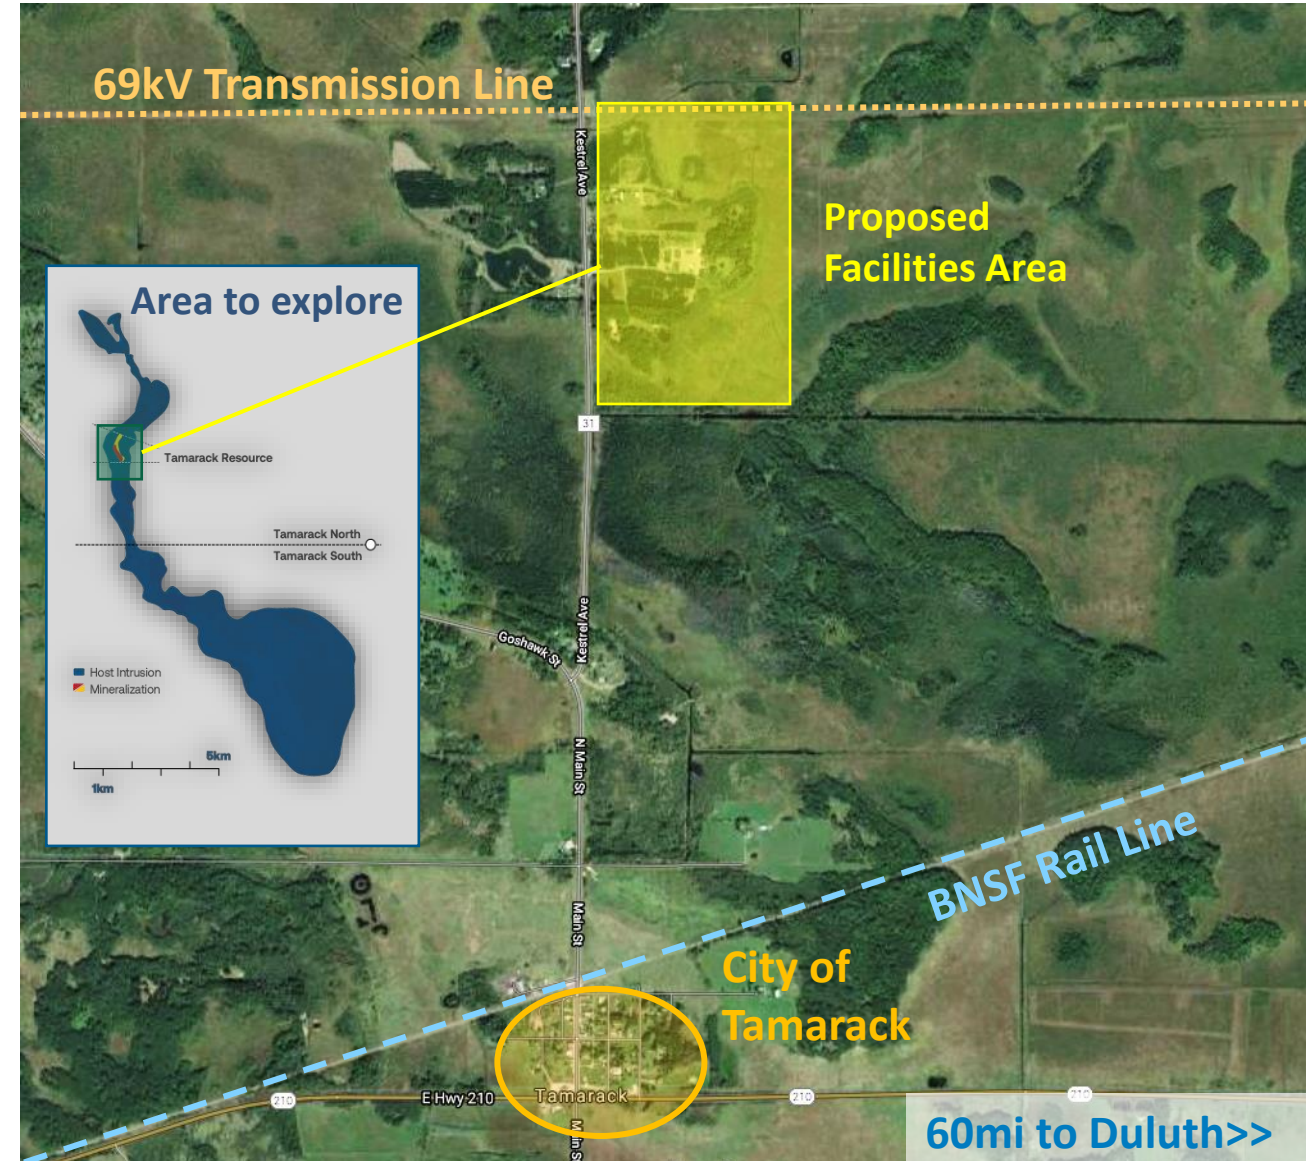 69kV Transmission Line
Kestrel Ave
Proposed
Facilities Area
Area to explore
31
Tamarack Resource
Tamarack North
Tamarack South
Goshawk St
Kestrel Ave
Host Intrusion
Mineralization
N Main St
5km
1km
BNSF Rail Line
Main St
City of
Tamarack
E Hwy 210
Tamarack
210
210
210
Main S
60mi to Duluth>>